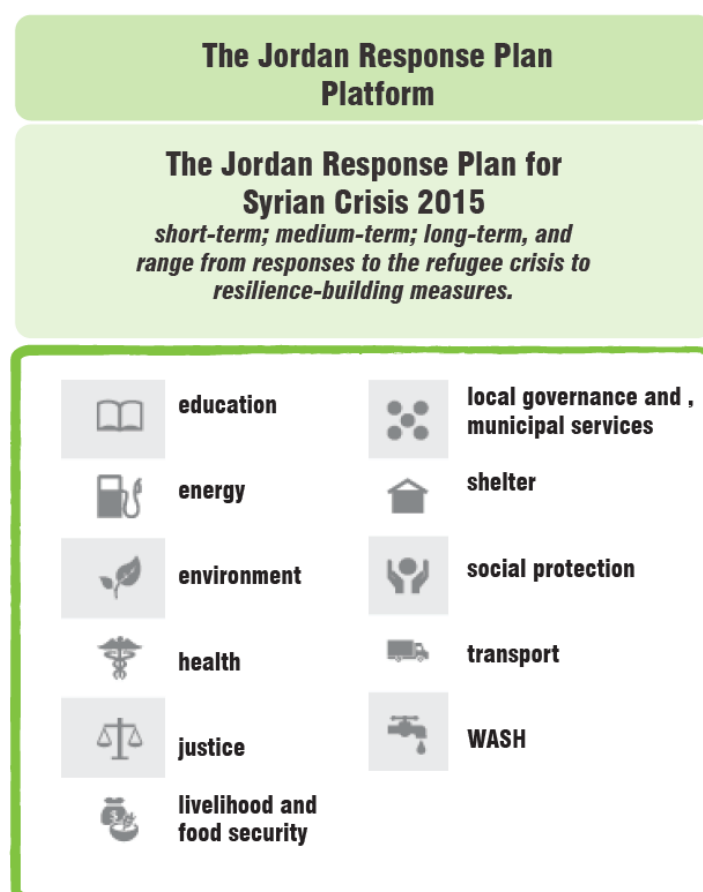 The Jordan Response Plan
Platform
The Jordan Response Plan for
Syrian Crisis 2015
short-term; medium-term; long-term, and
range from responses to the refugee crisis to
resilience-building measures.
education
energy
environment
health
justice
livelihood and
food security
local governance and ,
municipal services
shelter
social protection
transport
WASH